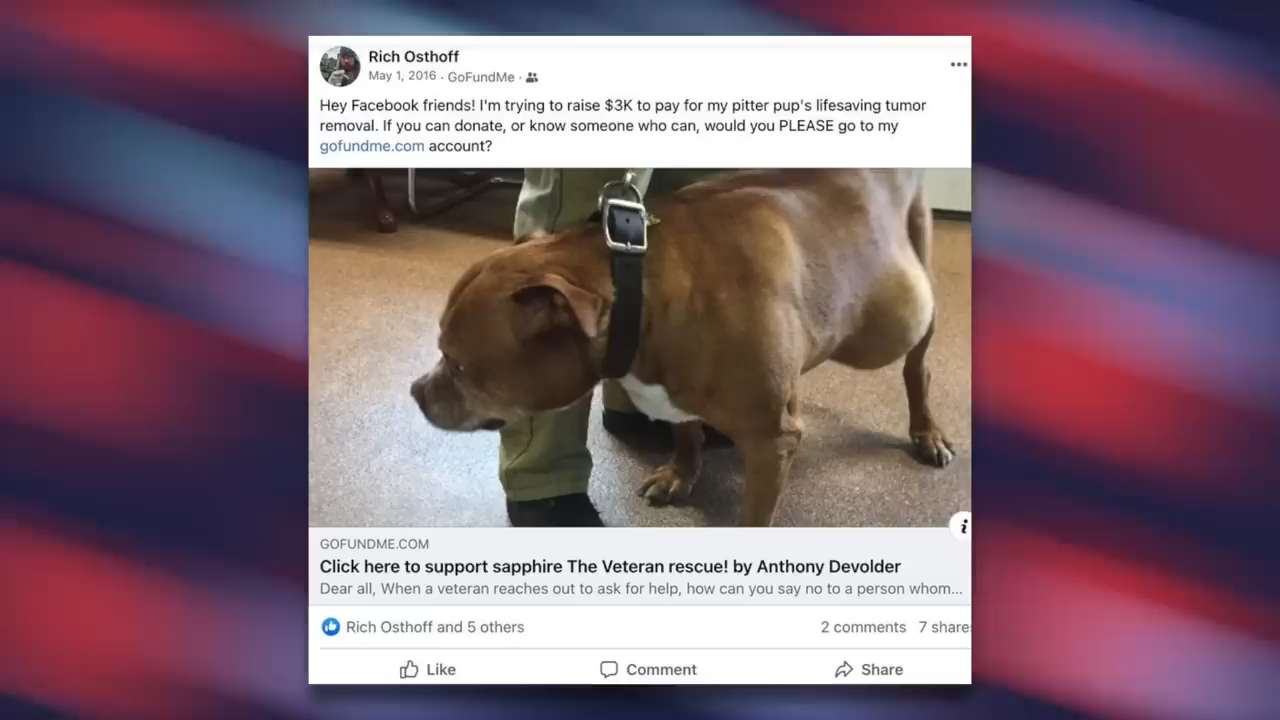 Rich Osthoff
May 1, 2016 · GoFundMe ·
Hey Facebook friends! I'm trying to raise $3K to pay for my pitter pup's lifesaving tumor
removal. If you can donate, or know someone who can, would you PLEASE go to my
gofundme.com account?
GOFUNDME.COM
Click here to support sapphire The Veteran rescue! by Anthony Devolder
Dear all, When a veteran reaches out to ask for help, how can you say no to a person whom...
Rich Osthoff and 5 others
2 comments 7 share
Like Comment Share